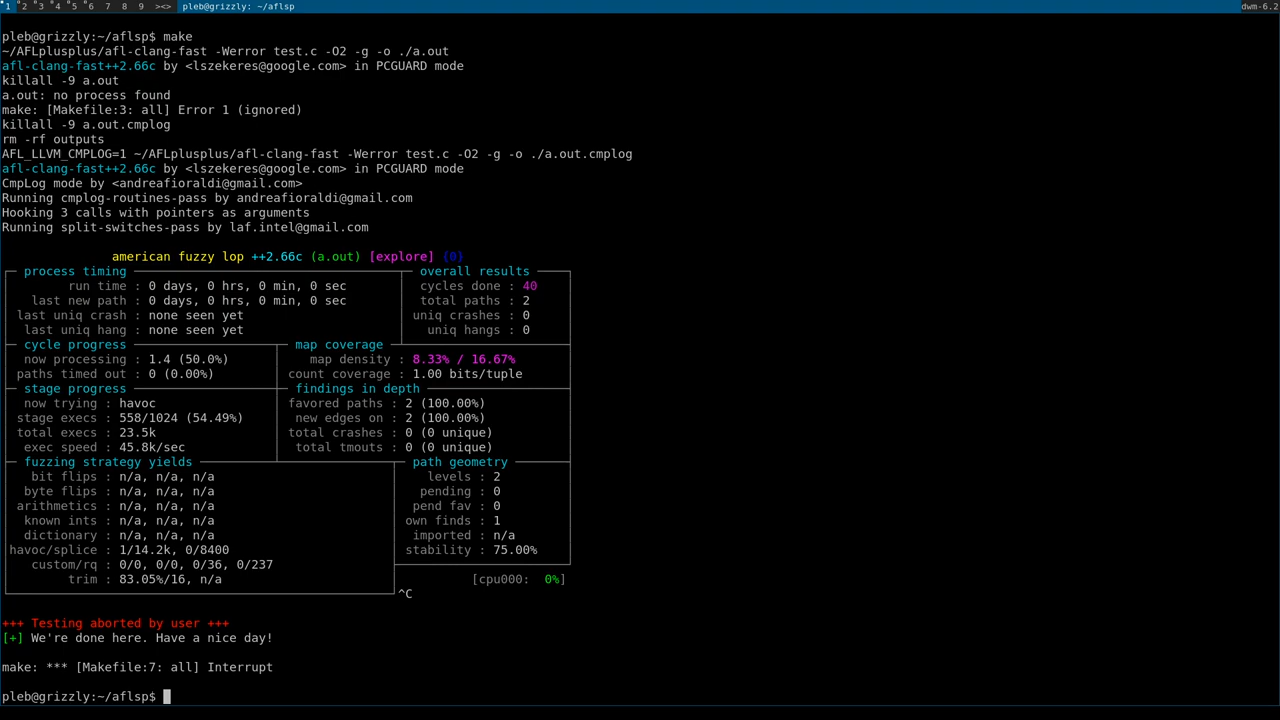 1 2 3 4 5 6 7 8 9 ><> pleb@grizzly: ~/aflsp dwm-6.2
pleb@grizzly:~/aflsp$ make
~/AFLplusplus/afl-clang-fast -Werror test.c -O2 -g -o ./a.out
afl-clang-fast++2.66c by <lszekeres@google.com> in PCGUARD mode
killall -9 a.out
a.out: no process found
make: [Makefile:3: all] Error 1 (ignored)
killall -9 a.out.cmplog
rm -rf outputs
AFL_LLVM_CMPLOG=1 ~/AFLplusplus/afl-clang-fast -Werror test.c -O2 -g -o ./a.out.cmplog
afl-clang-fast++2.66c by <lszekeres@google.com> in PCGUARD mode
CmpLog mode by <andreafioraldi@gmail.com>
Running cmplog-routines-pass by andreafioraldi@gmail.com
Hooking 3 calls with pointers as arguments
Running split-switches-pass by laf.intel@gmail.com
american fuzzy lop ++2.66c (a.out) [explore] {0}
process timing overall results
run time : 0 days, 0 hrs, 0 min, 0 sec cycles done : 40
last new path : 0 days, 0 hrs, 0 min, 0 sec total paths : 2
last uniq crash : none seen yet uniq crashes : 0
last uniq hang : none seen yet uniq hangs : 0
cycle progress map coverage
now processing : 1.4 (50.0%) map density : 8.33% / 16.67%
paths timed out : 0 (0.00%) count coverage : 1.00 bits/tuple
stage progress findings in depth
now trying : havoc favored paths : 2 (100.00%)
stage execs : 558/1024 (54.49%) new edges on : 2 (100.00%)
total execs : 23.5k total crashes : 0 (0 unique)
exec speed : 45.8k/sec total tmouts : 0 (0 unique)
fuzzing strategy yields path geometry
bit flips : n/a, n/a, n/a levels : 2
byte flips : n/a, n/a, n/a pending : 0
arithmetics : n/a, n/a, n/a pend fav : 0
known ints : n/a, n/a, n/a own finds : 1
dictionary : n/a, n/a, n/a imported : n/a
havoc/splice : 1/14.2k, 0/8400 stability : 75.00%
custom/rq : 0/0, 0/0, 0/36, 0/237
trim : 83.05%/16, n/a [cpu000: 0%]
^C
+++ Testing aborted by user +++
[+] We're done here. Have a nice day!
make: *** [Makefile:7: all] Interrupt
pleb@grizzly:~/aflsp$